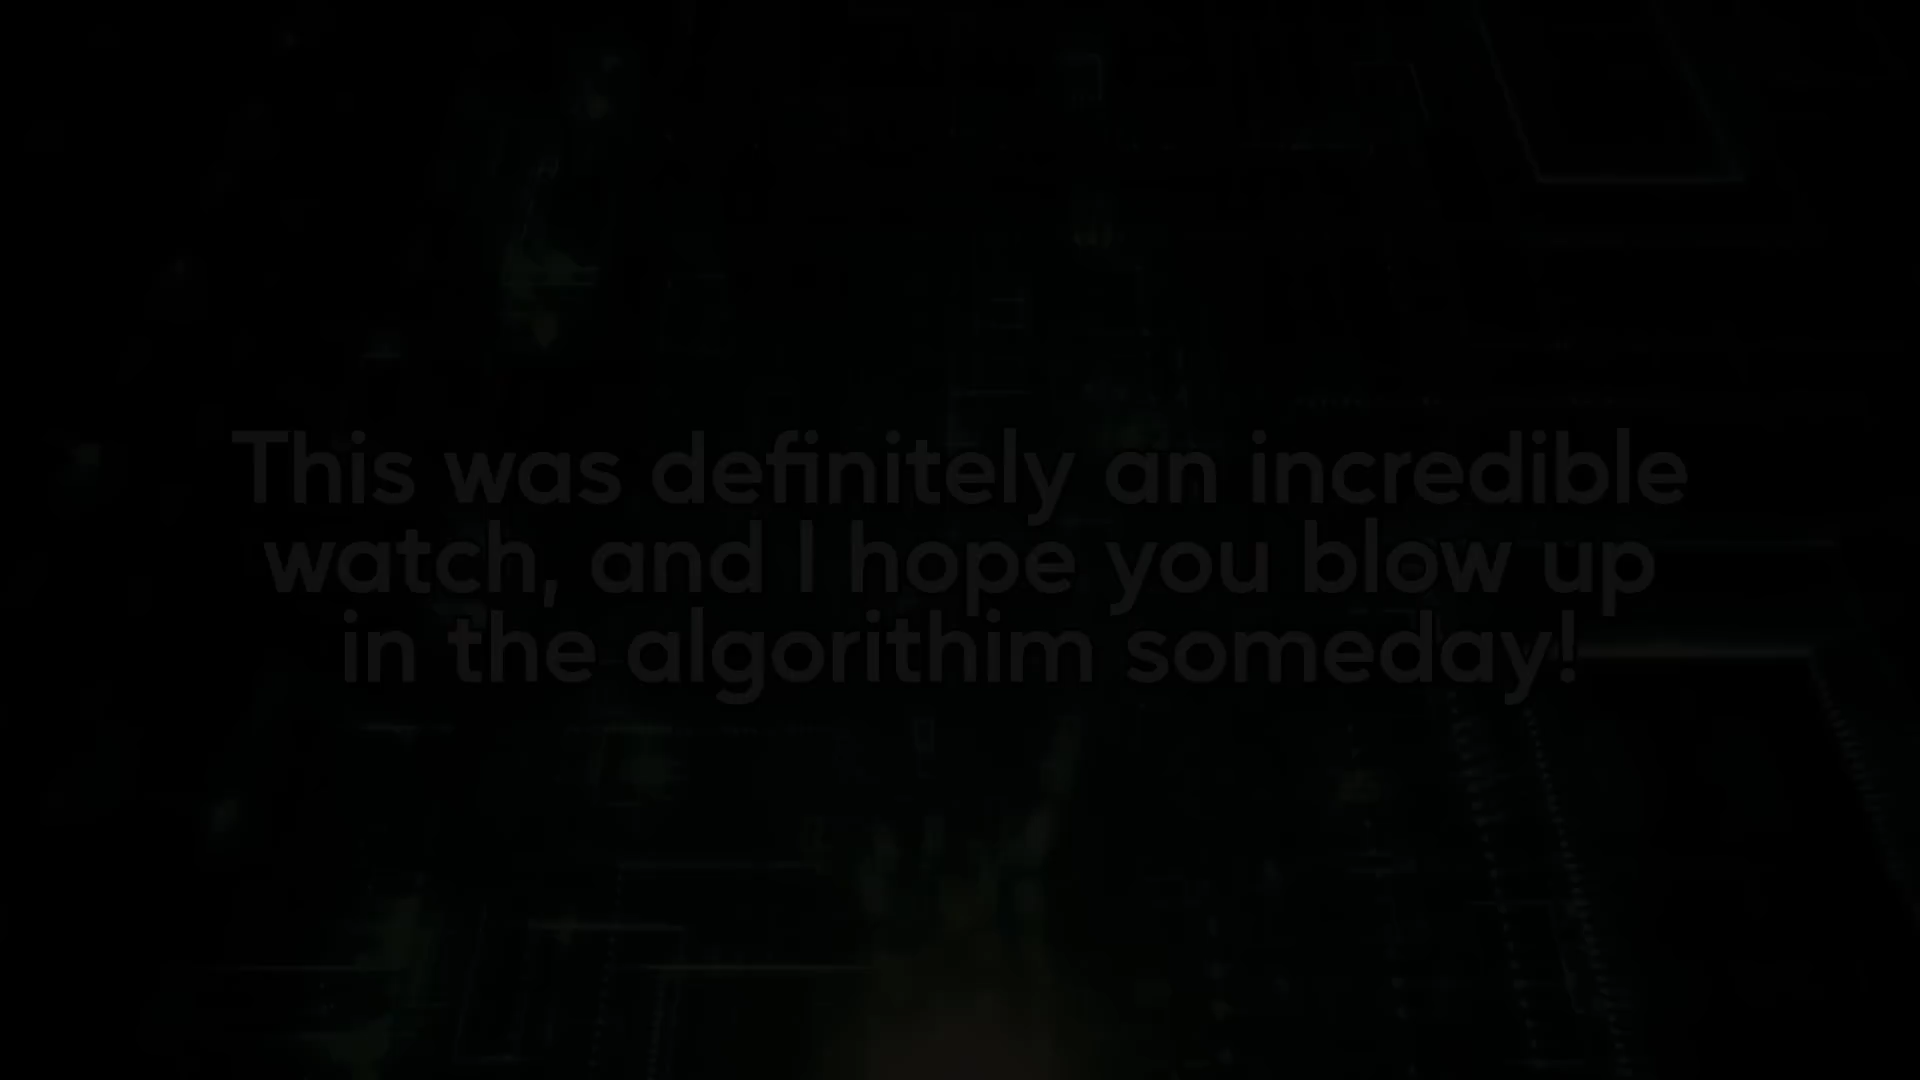 This was definitely an incredible
watch, and I hope you blow up
in the algorithim someday!